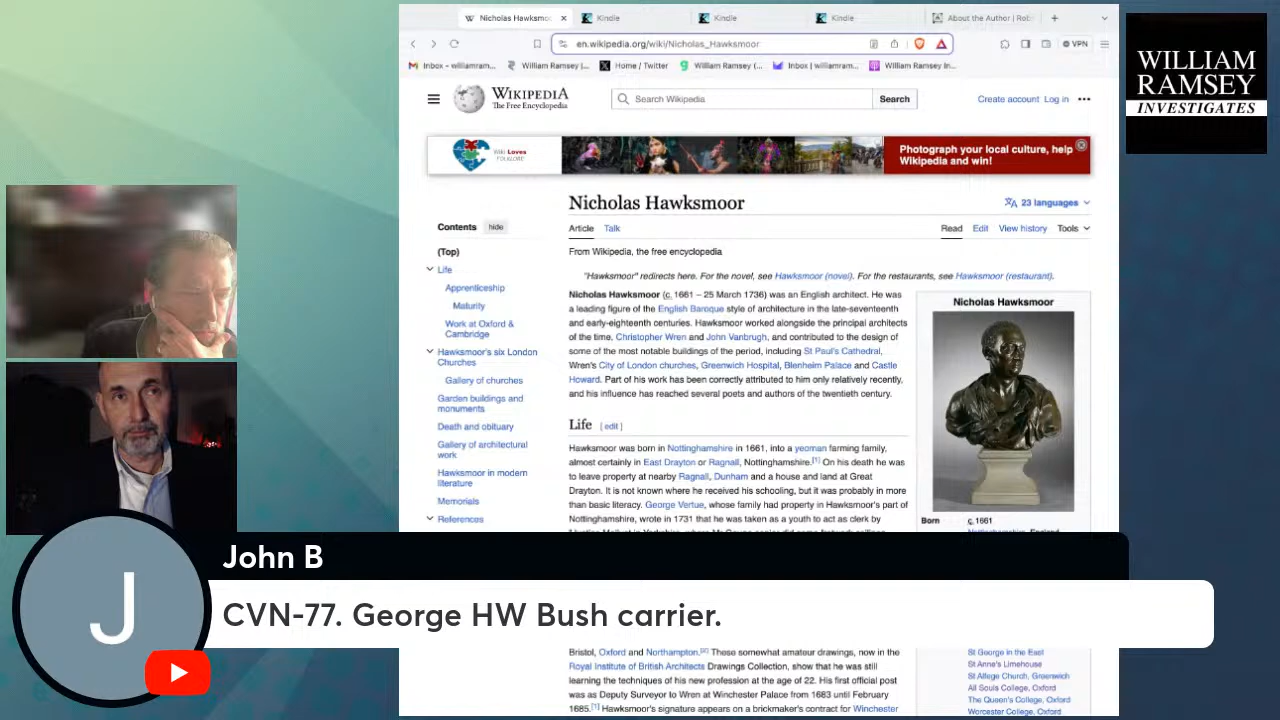 Nicholas Hawksmoo
Kindle
Kindle
Kindle
About the Author | Rob
en.wikipedia.org/wiki/Nicholas_Hawksmoor
VPN
Inbox – williamram...
William Ramsey |...
Home / Twitter
William Ramsey (...
Inbox | williamram...
William Ramsey In...
WILLIAM
RAMSEY
INVESTIGATES
WIKIPEDIA
The Free Encyclopedia
Search Wikipedia
Search
Create account Log in
Wiki Loves
FOLKLORE
Photograph your local culture, help
Wikipedia and win!
Nicholas Hawksmoor
23 languages
Contents hide
Article Talk
Read Edit View history Tools
(Top)
Life
Apprenticeship
Maturity
Work at Oxford &
Cambridge
Hawksmoor's six London
Churches
Gallery of churches
Garden buildings and
monuments
Death and obituary
Gallery of architectural
work
Hawksmoor in modern
literature
Memorials
References
From Wikipedia, the free encyclopedia
"Hawksmoor" redirects here. For the novel, see Hawksmoor (novel). For the restaurants, see Hawksmoor (restaurant).
Nicholas Hawksmoor (c. 1661 – 25 March 1736) was an English architect. He was
a leading figure of the English Baroque style of architecture in the late-seventeenth
and early-eighteenth centuries. Hawksmoor worked alongside the principal architects
of the time, Christopher Wren and John Vanbrugh, and contributed to the design of
some of the most notable buildings of the period, including St Paul's Cathedral,
Wren's City of London churches, Greenwich Hospital, Blenheim Palace and Castle
Howard. Part of his work has been correctly attributed to him only relatively recently,
and his influence has reached several poets and authors of the twentieth century.
Life [ edit ]
Hawksmoor was born in Nottinghamshire in 1661, into a yeoman farming family,
almost certainly in East Drayton or Ragnall, Nottinghamshire.[1] On his death he was
to leave property at nearby Ragnall, Dunham and a house and land at Great
Drayton. It is not known where he received his schooling, but it was probably in more
than basic literacy. George Vertue, whose family had property in Hawksmoor's part of
Nottinghamshire, wrote in 1731 that he was taken as a youth to act as clerk by
Nicholas Hawksmoor
Born c. 1661
John B
J
CVN-77. George HW Bush carrier.
Bristol, Oxford and Northampton.[2] These somewhat amateur drawings, now in the
Royal Institute of British Architects Drawings Collection, show that he was still
learning the techniques of his new profession at the age of 22. His first official post
was as Deputy Surveyor to Wren at Winchester Palace from 1683 until February
1685.[1] Hawksmoor's signature appears on a brickmaker's contract for Winchester
St George in the East
St Anne's Limehouse
St Alfege Church, Greenwich
All Souls College, Oxford
The Queen's College, Oxford
Worcester College, Oxford